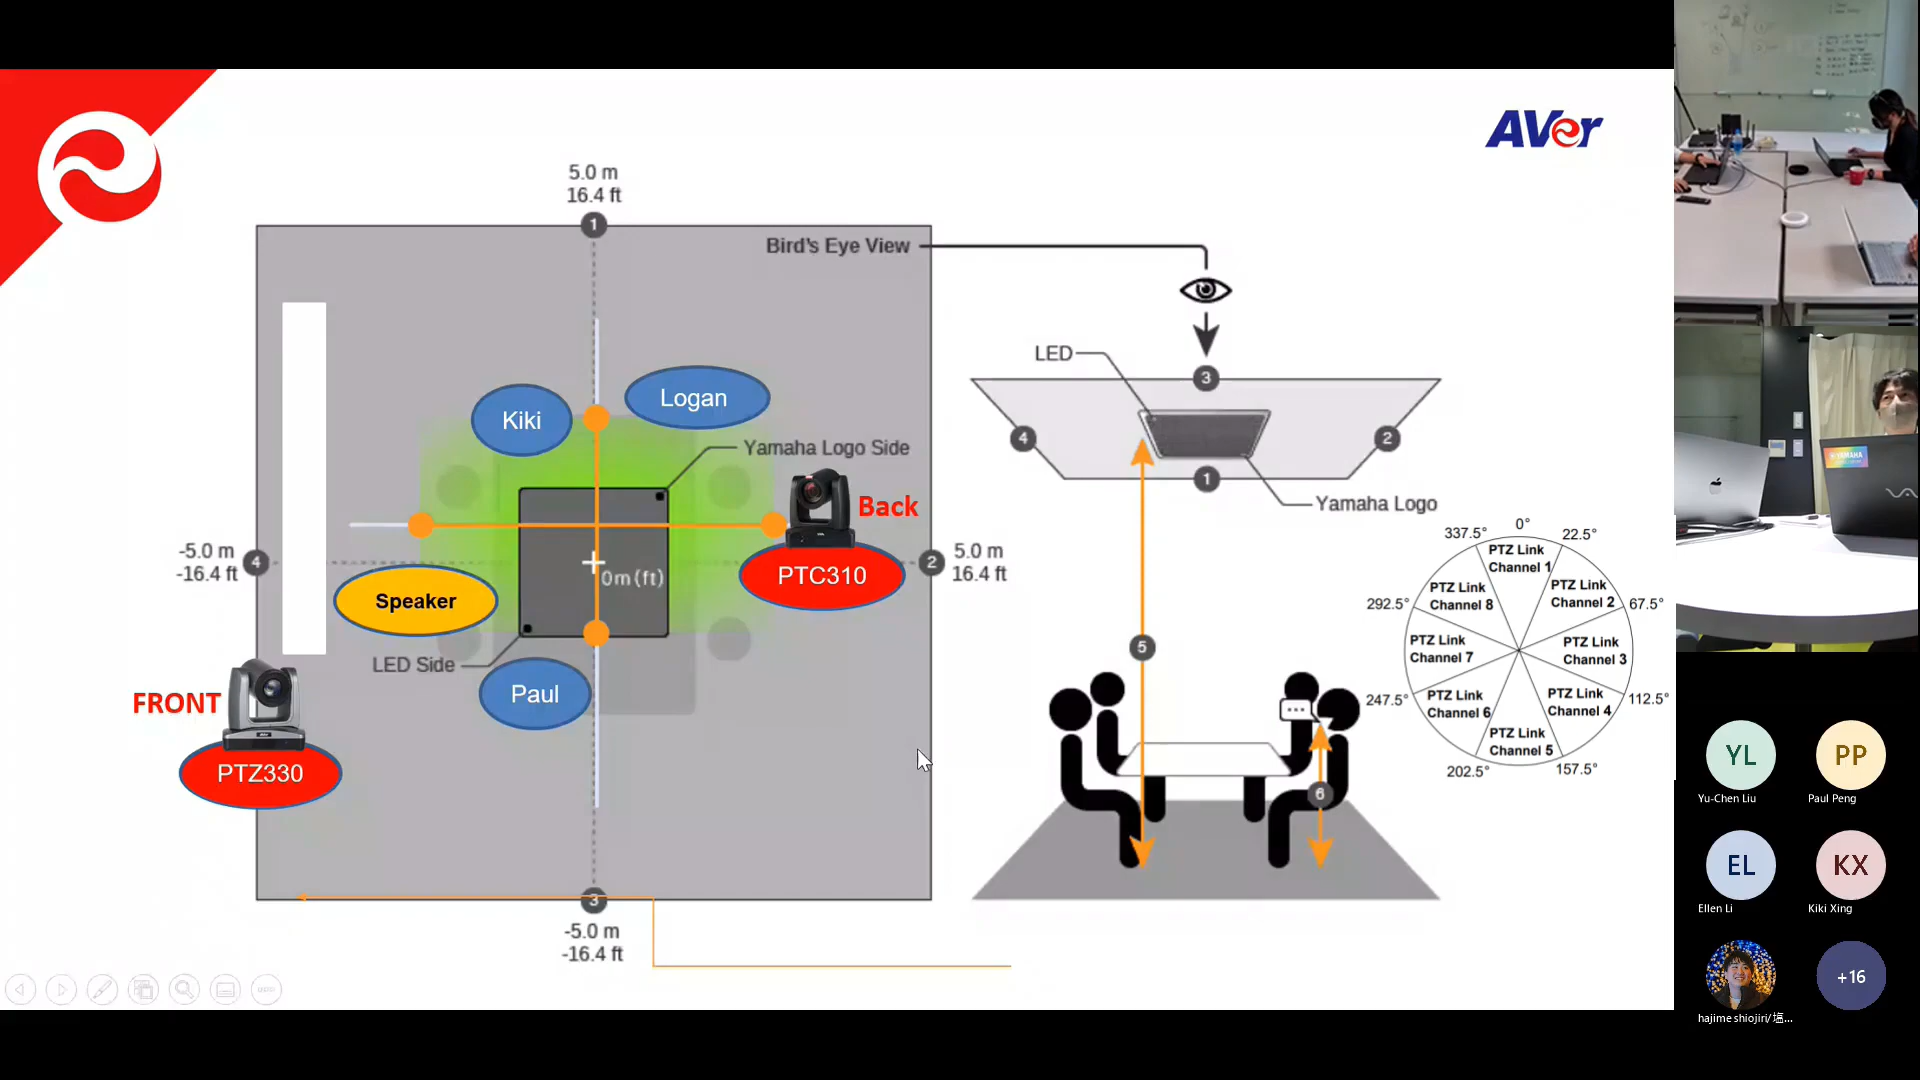 AVer
5.0 m
16.4 ft
1
Bird's Eye View
LED
3
4
2
1
Yamaha Logo
Kiki
Logan
Yamaha Logo Side
Back
PTC310
-5.0 m
-16.4 ft
4
0m(ft)
2
5.0 m
16.4 ft
Speaker
LED Side
Paul
FRONT
PTZ330
3
-5.0 m
-16.4 ft
5
6
0°
337.5°
22.5°
PTZ Link
Channel 1
PTZ Link
Channel 8
PTZ Link
Channel 2
292.5°
67.5°
PTZ Link
Channel 7
PTZ Link
Channel 3
247.5°
PTZ Link
Channel 6
PTZ Link
Channel 4
112.5°
PTZ Link
Channel 5
202.5°
157.5°
YAMAHA
YL
Yu-Chen Liu
PP
Paul Peng
EL
Ellen Li
KX
Kiki Xing
hajime shiojiri/塩...
+16